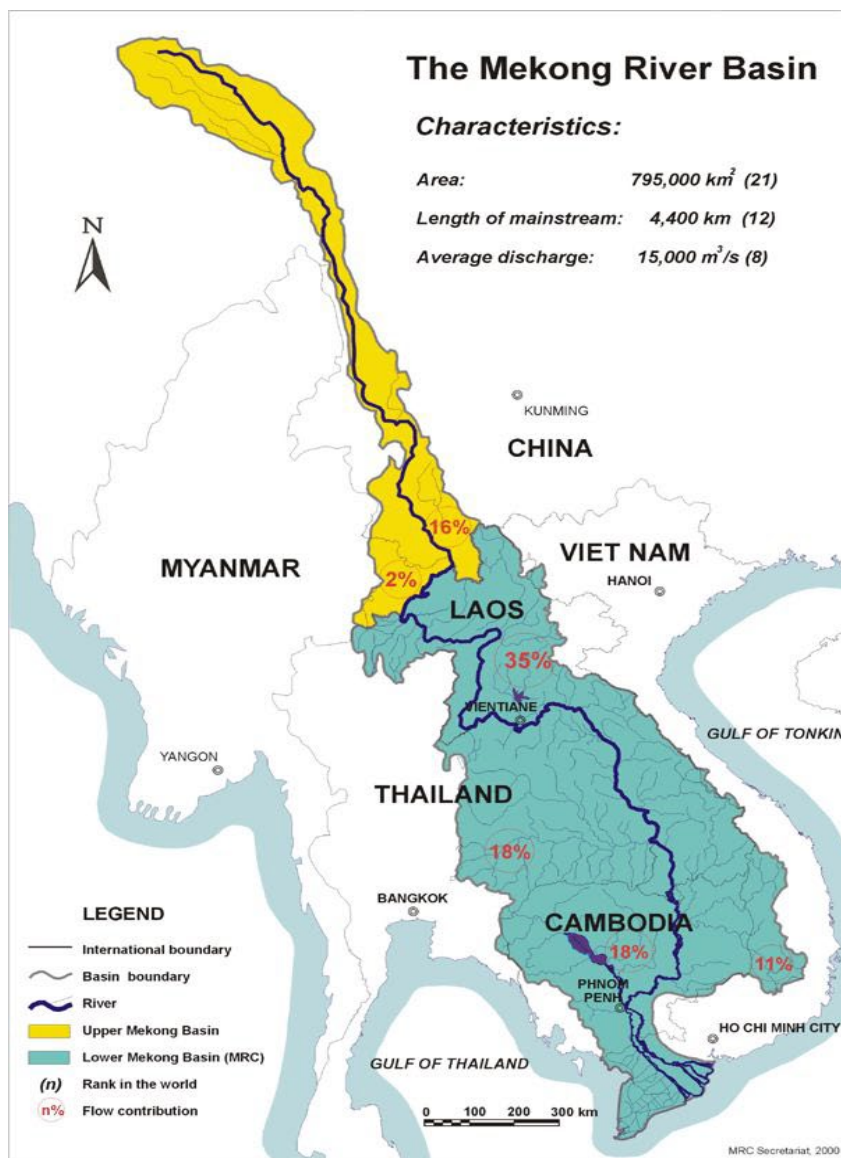 The Mekong River Basin
Characteristics:
Area: 795,000 km² (21)
Length of mainstream: 4,400 km (12)
Average discharge: 15,000 m³/s (8)
N
KUNMING
CHINA
16%
MYANMAR
2%
VIET NAM
HANOI
LAOS
35%
VIENTIANE
GULF OF TONKIN
YANGON
THAILAND
18%
BANGKOK
CAMBODIA
18%
11%
PHNOM
PENH
HO CHI MINH CITY
GULF OF THAILAND
LEGEND
International boundary
Basin boundary
River
Upper Mekong Basin
Lower Mekong Basin (MRC)
(n) Rank in the world
n% Flow contribution
0 100 200 300 km
MRC Secretariat, 2000